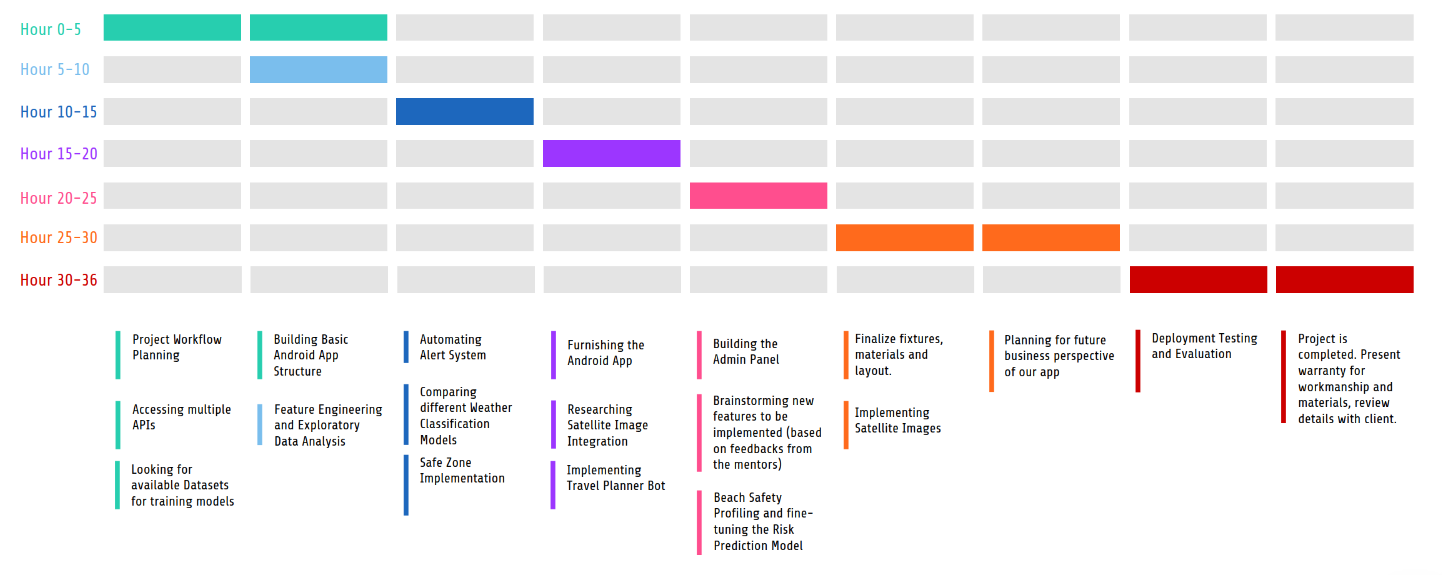 Hour 0-5
Hour 5-10
Hour 10-15
Hour 15-20
Hour 20-25
Hour 25-30
Hour 30-36
Project Workflow
Planning
Accessing multiple
APIs
Looking for
available Datasets
for training models
Building Basic
Android App
Structure
Feature Engineering
and Exploratory
Data Analysis
Automating
Alert System
Comparing
different Weather
Classification
Models
Safe Zone
Implementation
Furnishing the
Android App
Researching
Satellite Image
Integration
Implementing
Travel Planner Bot
Building the
Admin Panel
Brainstorming new
features to be
implemented (based
on feedbacks from
the mentors)
Beach Safety
Profiling and fine-
tuning the Risk
Prediction Model
Finalize fixtures,
materials and
layout.
Implementing
Satellite Images
Planning for future
business perspective
of our app
Deployment Testing
and Evaluation
Project is
completed. Present
warranty for
workmanship and
materials, review
details with client.